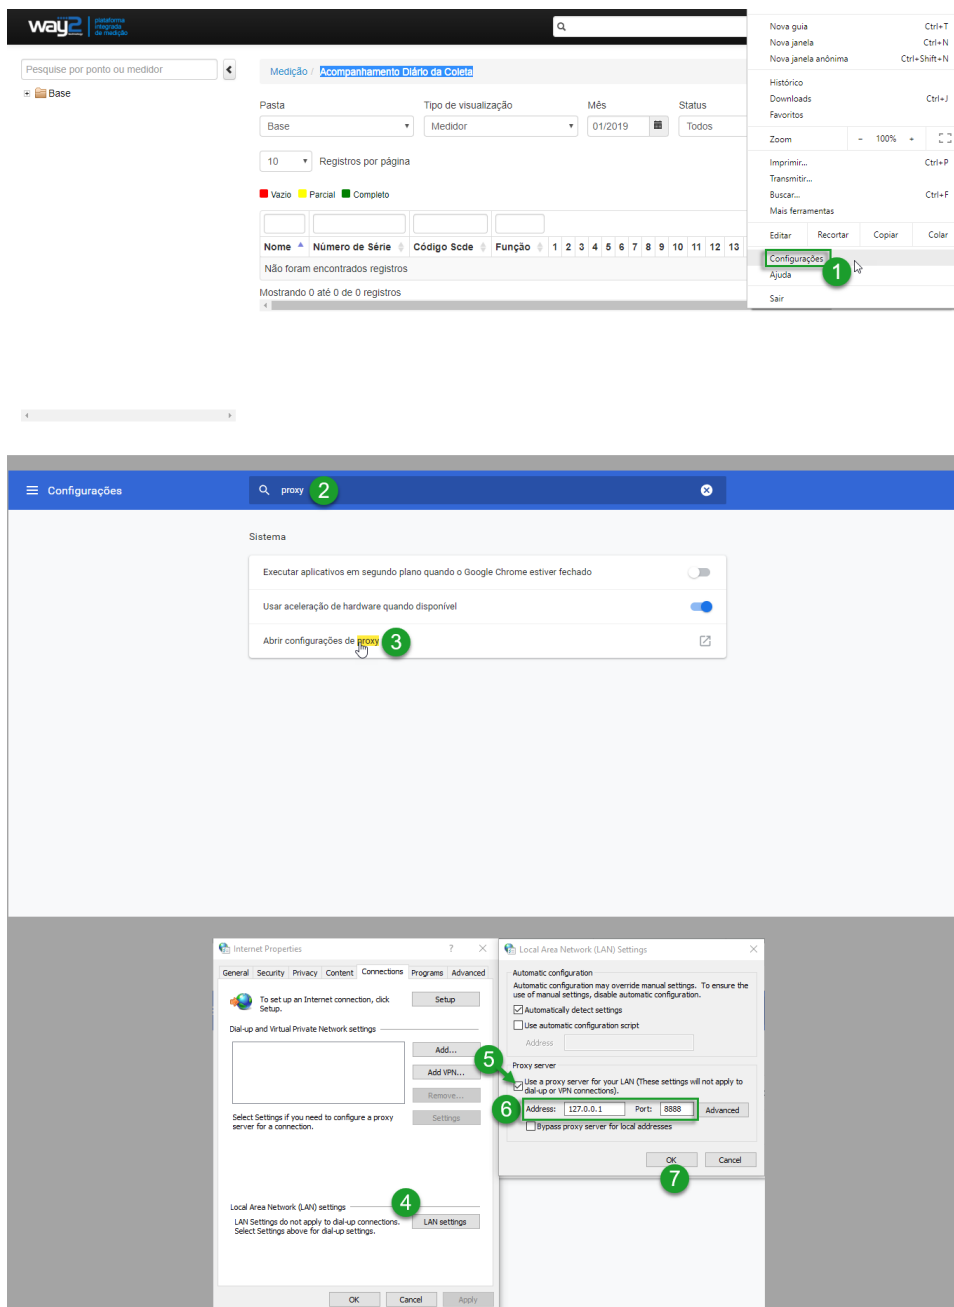 way2 technology plataforma integrada de medição
Nova guia Ctrl+T
Nova janela Ctrl+N
Nova janela anônima Ctrl+Shift+N
Histórico
Downloads Ctrl+J
Favoritos
Zoom - 100% +
Imprimir... Ctrl+P
Transmitir...
Buscar... Ctrl+F
Mais ferramentas
Editar Recortar Copiar Colar
Configurações
1
Ajuda
Sair
Pesquise por ponto ou medidor
Base
Medição / Acompanhamento Diário da Coleta
Pasta Tipo de visualização Mês Status
Base Medidor 01/2019 Todos
10 Registros por página
Vazio Parcial Completo
Nome Número de Série Código Scde Função 1 2 3 4 5 6 7 8 9 10 11 12 13
Não foram encontrados registros
Mostrando 0 até 0 de 0 registros
Configurações
proxy 2
Sistema
Executar aplicativos em segundo plano quando o Google Chrome estiver fechado
Usar aceleração de hardware quando disponível
Abrir configurações de proxy 3
Internet Properties ?
General Security Privacy Content Connections Programs Advanced
To set up an Internet connection, click
Setup.
Setup
Dial-up and Virtual Private Network settings
Add...
Add VPN...
Remove...
Settings
Select Settings if you need to configure a proxy
server for a connection.
Local Area Network (LAN) settings
4
LAN Settings do not apply to dial-up connections.
Select Settings above for dial-up settings.
LAN settings
OK Cancel Apply
Local Area Network (LAN) Settings
Automatic configuration
Automatic configuration may override manual settings. To ensure the
use of manual settings, disable automatic configuration.
Automatically detect settings
Use automatic configuration script
Address
Proxy server
5
Use a proxy server for your LAN (These settings will not apply to
dial-up or VPN connections).
6
Address: 127.0.0.1 Port: 8888 Advanced
Bypass proxy server for local addresses
OK Cancel
7